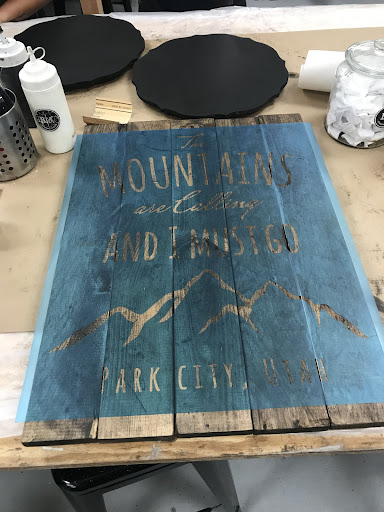 The
MOUNTAINS
are Calling
AND I MUST GO
PARK CITY, UTAH